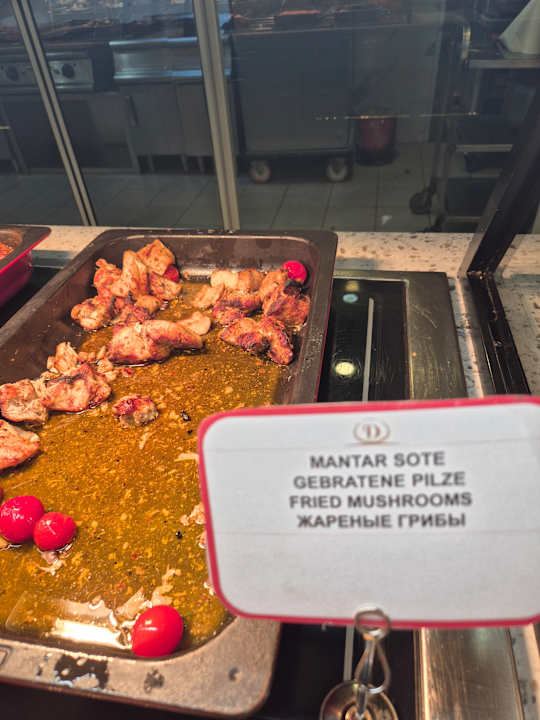 D
MANTAR SOTE
GEBRATENE PILZE
FRIED MUSHROOMS
ЖАРЕНЫЕ ГРИБЫ